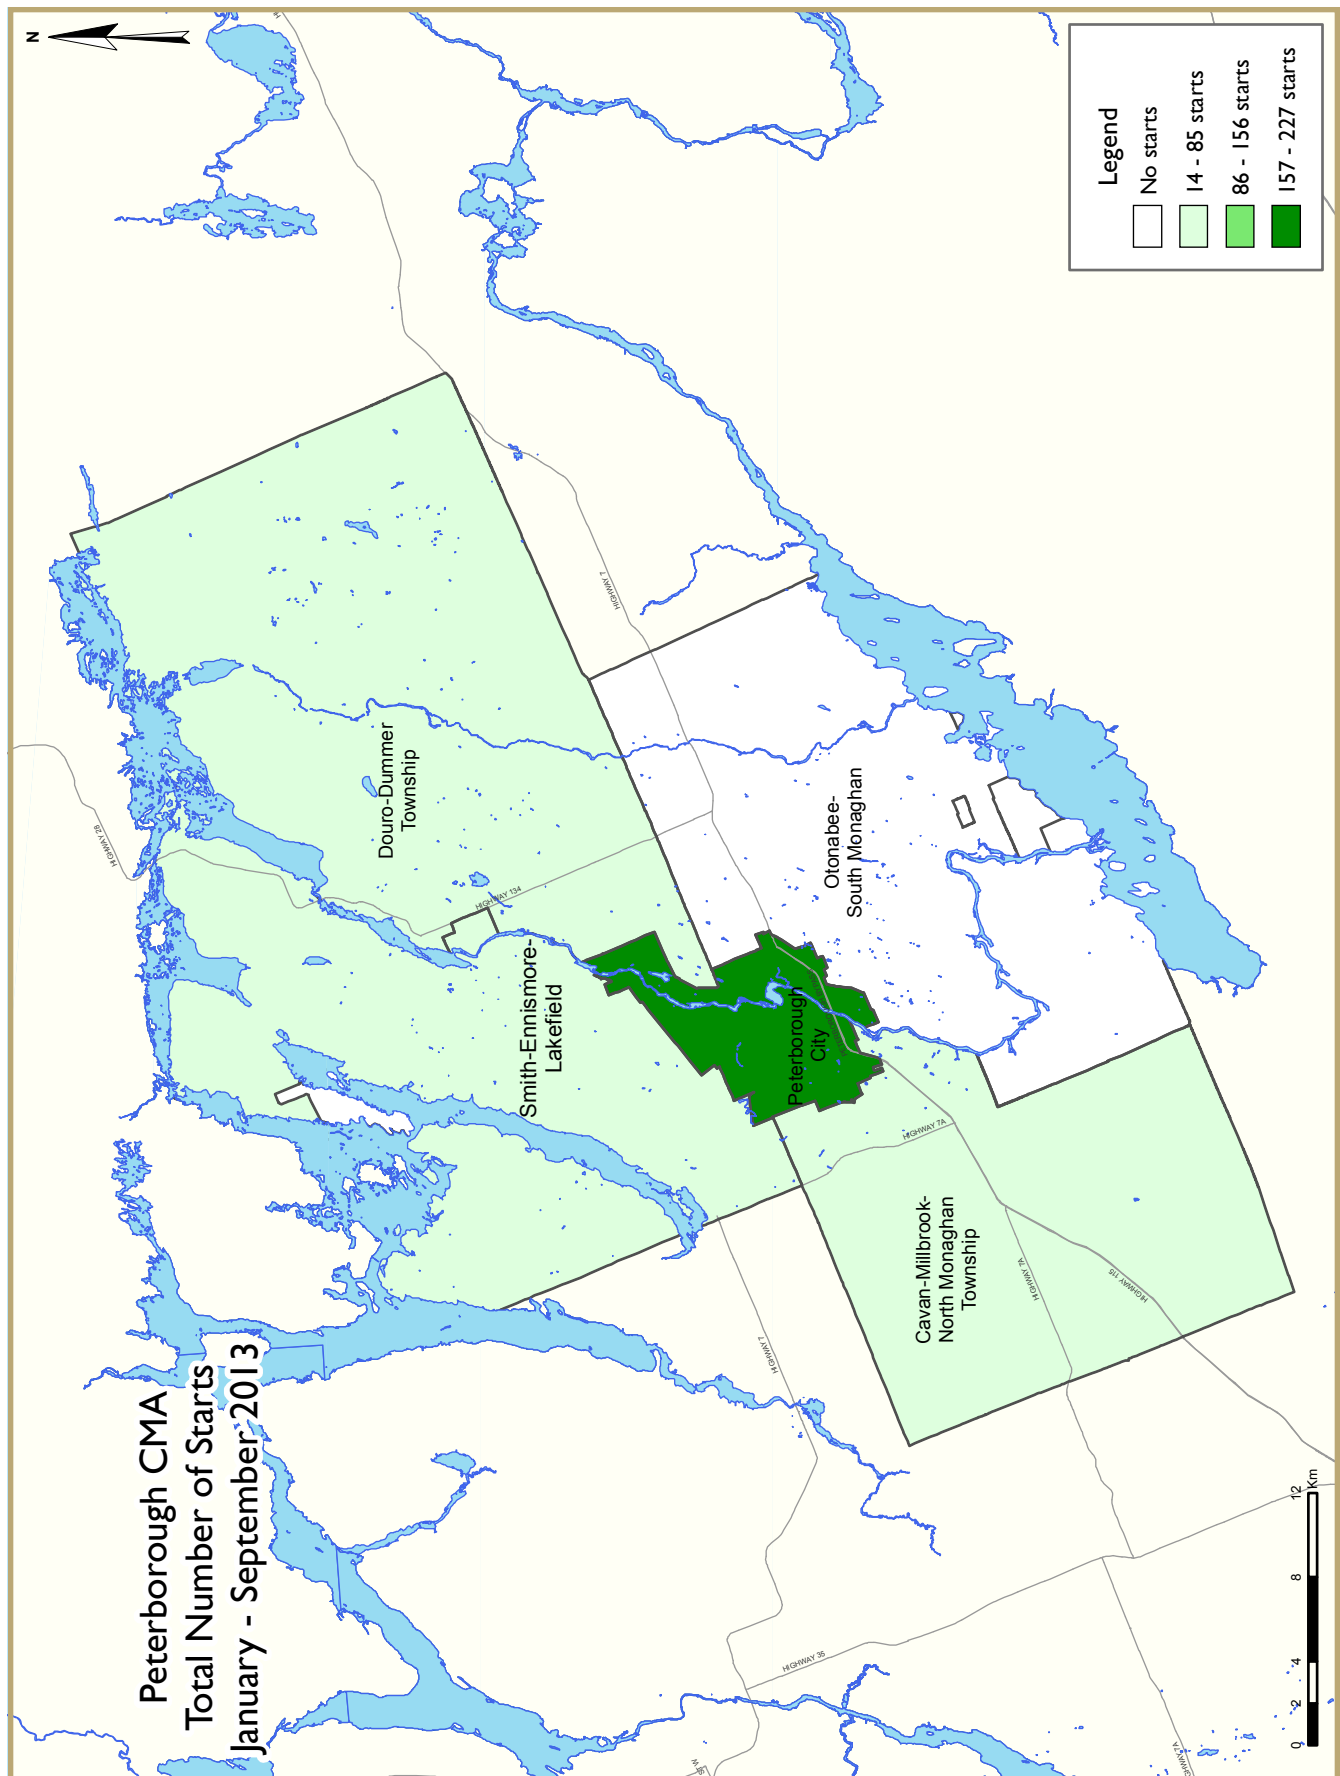 Peterborough CMA
Total Number of Starts
January - September 2013
N
Legend
No starts
14 - 85 starts
86 - 156 starts
157 - 227 starts
HIGHWAY 28
Douro-Dummer
Township
HIGHWAY 134
HIGHWAY 7
Smith-Ennismore-
Lakefield
Otonabee-
South Monaghan
Peterborough
City
HIGHWAY 7A
Cavan-Millbrook-
North Monaghan
Township
HIGHWAY 7
HIGHWAY 7A
HIGHWAY 115
HIGHWAY 35
HIGHWAY 7A
0 2 4 8 12
Km